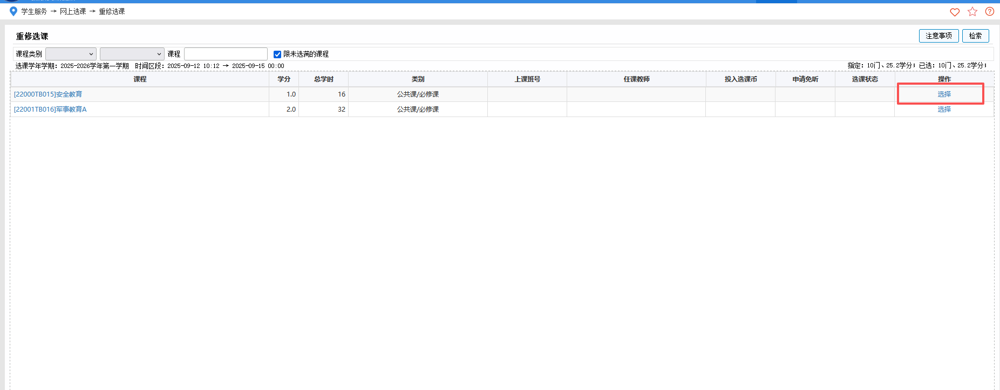 学生服务 → 网上选课 → 重修选课
重修选课 注意事项 检索
课程类别 课程 限未选满的课程
选课学年学期：2025-2026学年第一学期 时间区段：2025-09-12 10:12 → 2025-09-15 00:00 指定：10门、25.2学分；已选：10门、25.2学分；
课程 学分 总学时 类别 上课班号 任课教师 投入选课币 申请免听 选课状态 操作
[22000TB015]安全教育 1.0 16 公共课/必修课 选择
[22001TB016]军事教育A 2.0 32 公共课/必修课 选择